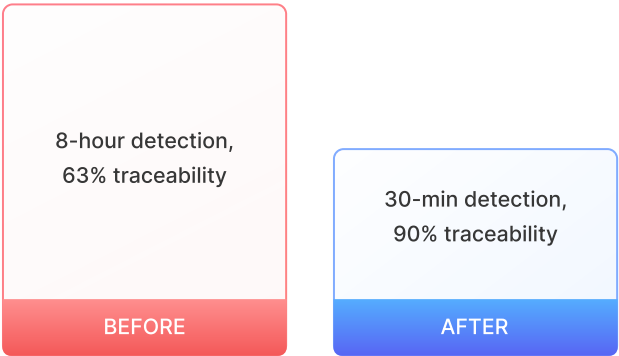 8-hour detection,
63% traceability
BEFORE
30-min detection,
90% traceability
AFTER